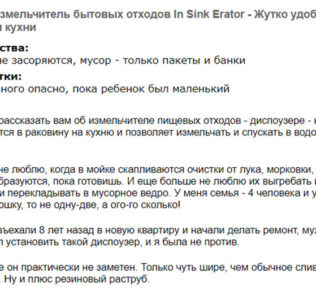 змельчитель бытовых отходов In Sink Erator - Жутко удоб
кухни
ства:
е засоряются, мусор - только пакеты и банки
тки:
ного опасно, пока ребенок был маленький
рассказать вам об измельчителе пищевых отходов - диспоузере -
тся в раковину на кухню и позволяет измельчать и спускать в водо
не люблю, когда в мойке скапливаются очистки от лука, морковки,
бразуются, пока готовишь. И еще больше не люблю их выгребать
и перекладывать в мусорное ведро. У меня семья - 4 человека и у
ошку, то не одну-две, а ого-го сколько!
въехали 8 лет назад в новую квартиру и начали делать ремонт, му
л установить такой диспоузер, и я была не против.
е он практически не заметен. Только чуть шире, чем обычное слив
. Ну и плюс резиновый раструб.